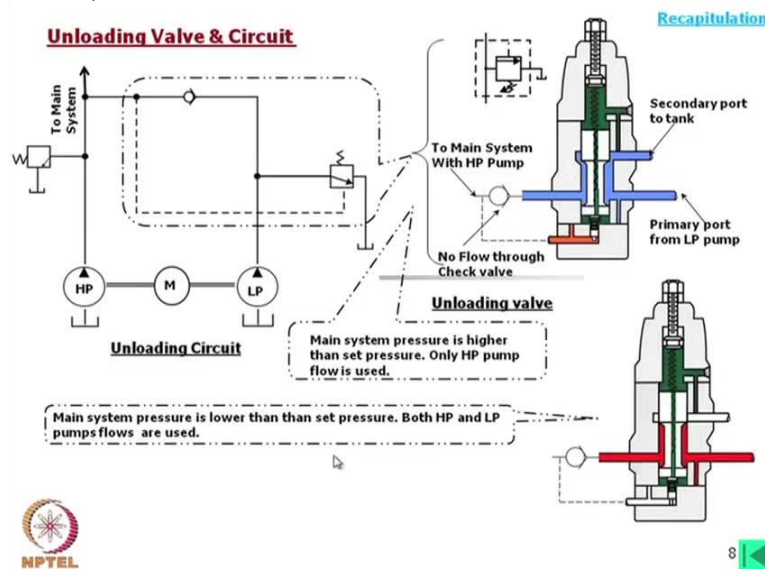 Recapitulation
Unloading Valve & Circuit
To Main
System
Secondary port
to tank
To Main System
With HP Pump
Primary port
from LP pump
No Flow through
Check valve
HP
M
LP
Unloading valve
Unloading Circuit
Main system pressure is higher
than set pressure. Only HP pump
flow is used.
Main system pressure is lower than than set pressure. Both HP and LP
pumps flows are used.
NPTEL
8